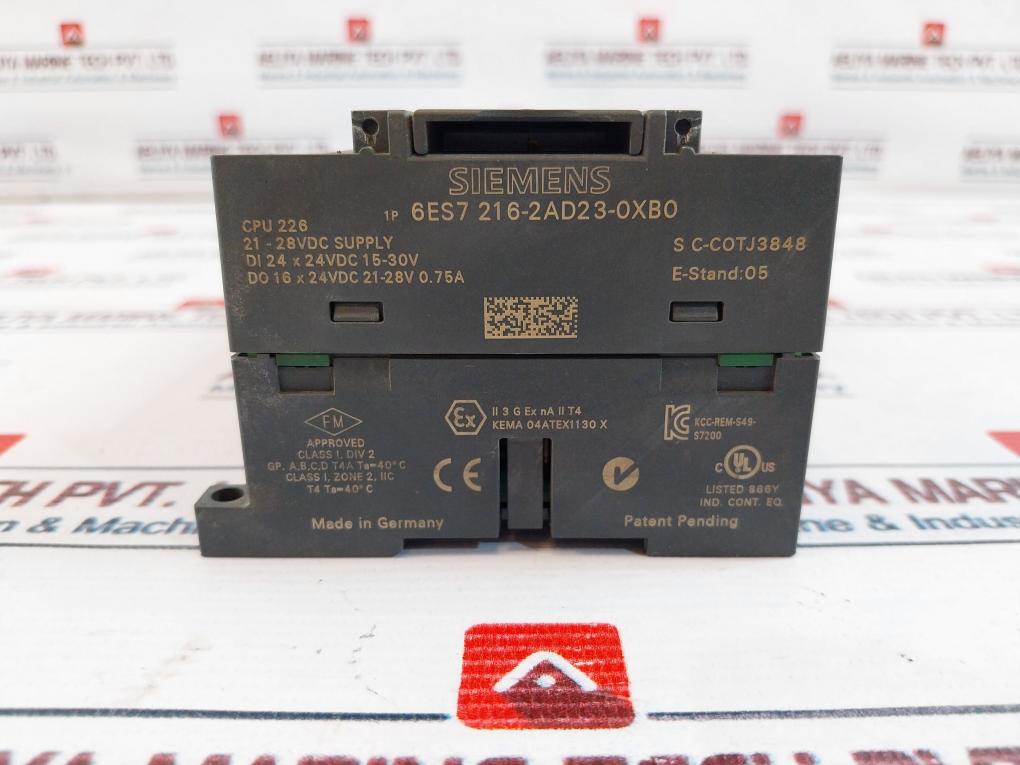 SIEMENS
1P 6ES7 216-2AD23-0XB0
CPU 226
21 - 28VDC SUPPLY
DI 24 x 24VDC 15-30V
DO 16 x 24VDC 21-28V 0.75A
S C-COTJ3848
E-Stand:05
FM
APPROVED
CLASS I, DIV 2
GP. A,B,C,D T4A Ta=40°C
CLASS I, ZONE 2, IIC
T4 Ta=40°C
Ex
II 3 G Ex nA II T4
KEMA 04ATEX1130 X
CE
KCC-REM-S49-
S7200
C UL US
LISTED 866Y
IND. CONT. EQ.
Made in Germany
Patent Pending